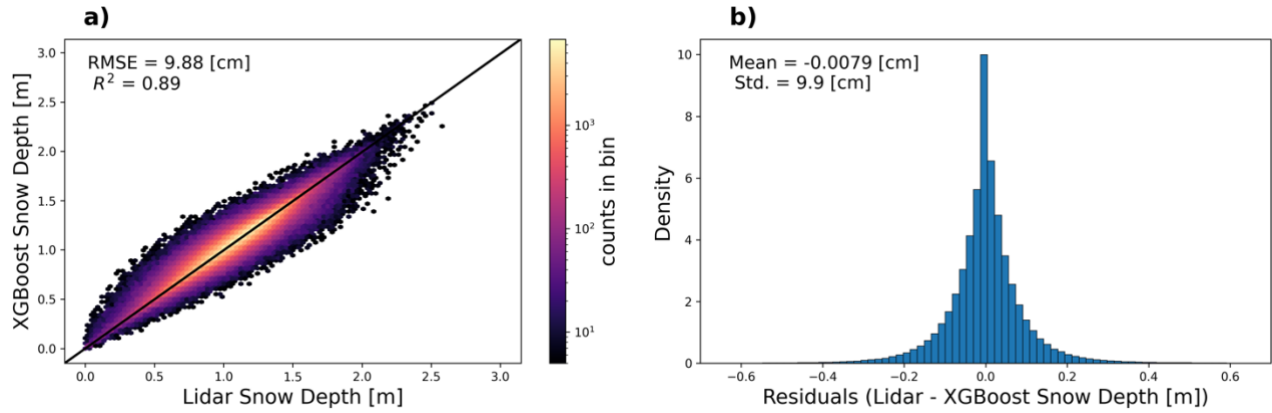 a)
RMSE = 9.88 [cm]
R² = 0.89
XGBoost Snow Depth [m]
3.0
2.5
2.0
1.5
1.0
0.5
0.0
0.0 0.5 1.0 1.5 2.0 2.5 3.0
Lidar Snow Depth [m]
10³
10²
10¹
counts in bin
b)
Mean = -0.0079 [cm]
Std. = 9.9 [cm]
Density
10
8
6
4
2
0
−0.6 −0.4 −0.2 0.0 0.2 0.4 0.6
Residuals (Lidar - XGBoost Snow Depth [m])